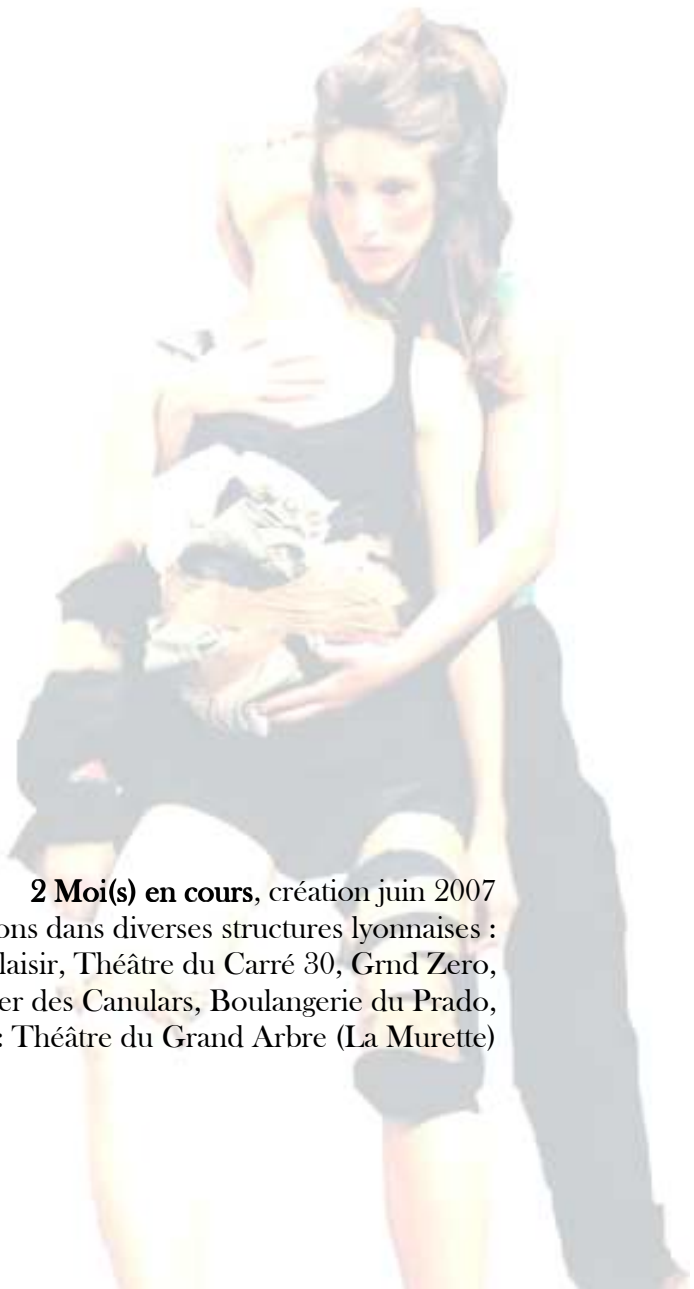 2 Moi(s) en cours, création juin 2007
ons dans diverses structures lyonnaises :
laisir, Théâtre du Carré 30, Grnd Zero,
er des Canulars, Boulangerie du Prado,
: Théâtre du Grand Arbre (La Murette)